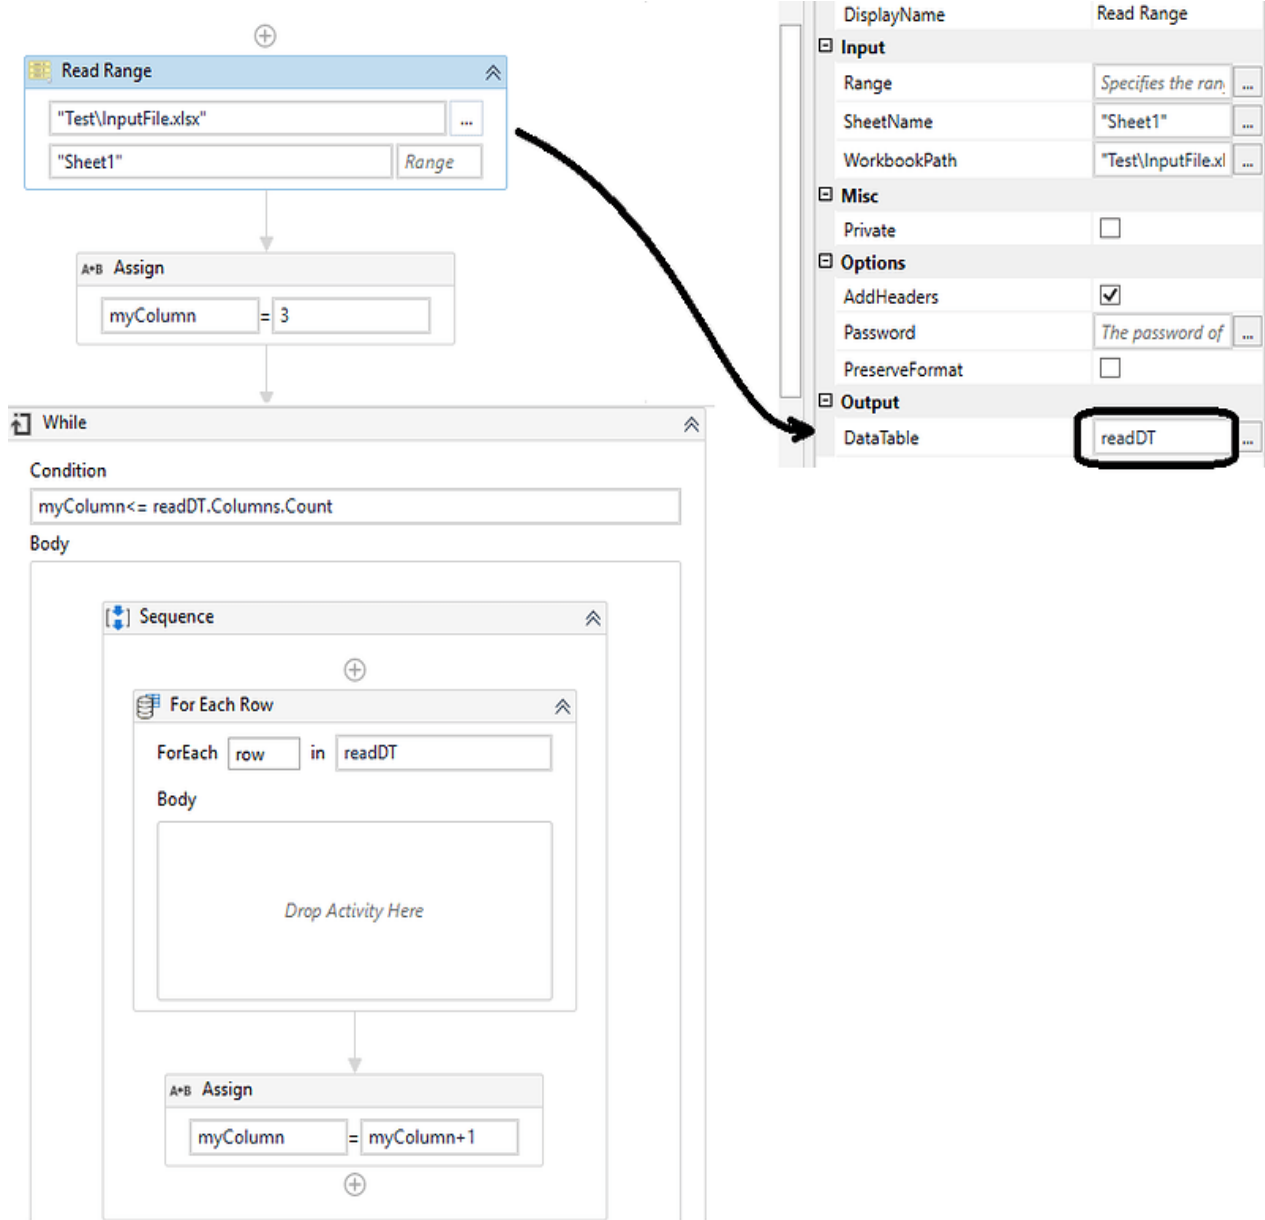 Read Range
"Test\InputFile.xlsx"
...
"Sheet1"
Range
A+B Assign
myColumn = 3
While
Condition
myColumn<= readDT.Columns.Count
Body
Sequence
For Each Row
ForEach row in readDT
Body
Drop Activity Here
A+B Assign
myColumn = myColumn+1
DisplayName Read Range
Input
Range Specifies the ran ...
SheetName "Sheet1" ...
WorkbookPath "Test\InputFile.xl ...
Misc
Private
Options
AddHeaders
Password The password of ...
PreserveFormat
Output
DataTable readDT ...